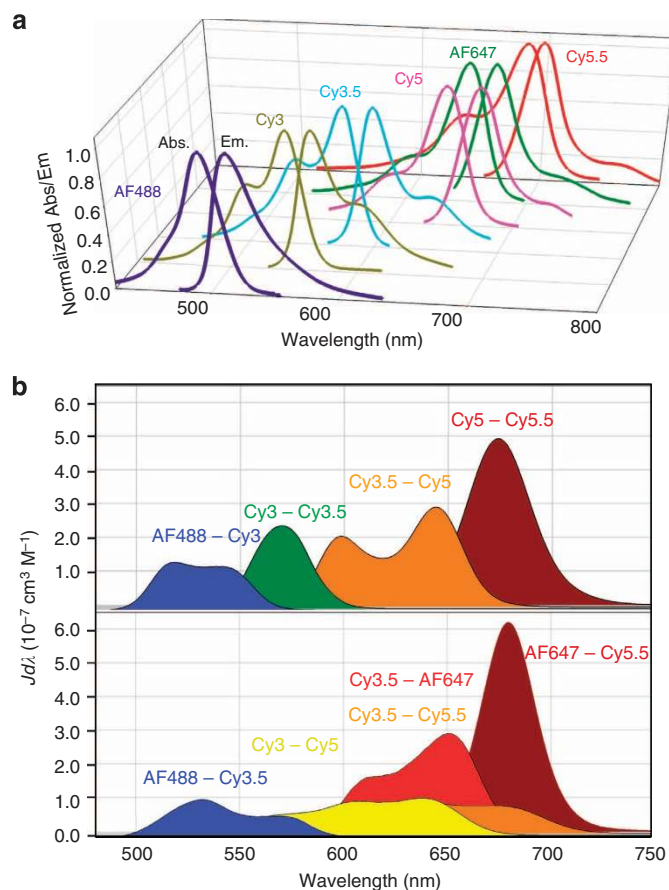 a
Cy5.5
AF647
Cy5
Cy3.5
Cy3
Abs.
Em.
AF488
Normalized Abs/Em
1.0
0.8
0.6
0.4
0.2
0.0
500
600
700
800
Wavelength (nm)
b
6.0
5.0
4.0
3.0
2.0
1.0
Cy5 – Cy5.5
Cy3.5 – Cy5
Cy3 – Cy3.5
AF488 – Cy3
Jdλ (10⁻⁷ cm³ M⁻¹)
6.0
5.0
4.0
3.0
2.0
1.0
0.0
AF647 – Cy5.5
Cy3.5 – AF647
Cy3.5 – Cy5.5
Cy3 – Cy5
AF488 – Cy3.5
500
550
600
650
700
750
Wavelength (nm)